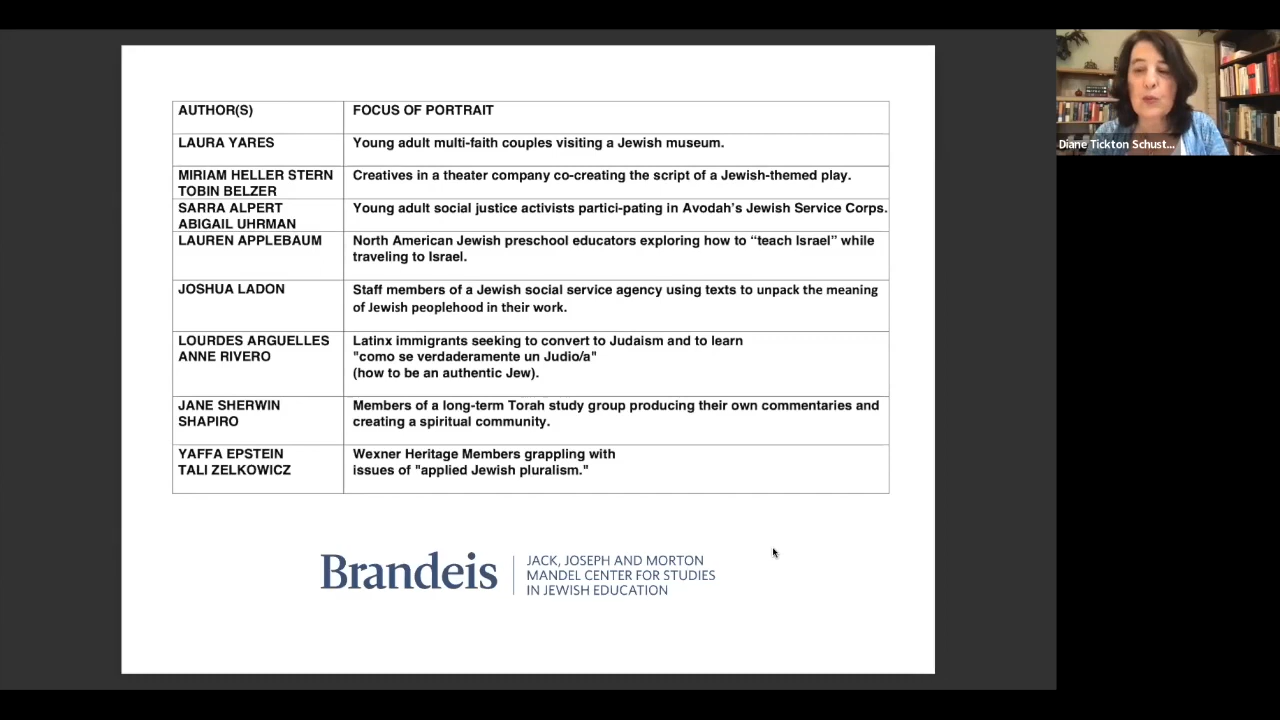 AUTHOR(S) FOCUS OF PORTRAIT
LAURA YARES Young adult multi-faith couples visiting a Jewish museum.
MIRIAM HELLER STERN Creatives in a theater company co-creating the script of a Jewish-themed play.
TOBIN BELZER
SARRA ALPERT Young adult social justice activists partici-pating in Avodah's Jewish Service Corps.
ABIGAIL UHRMAN
LAUREN APPLEBAUM North American Jewish preschool educators exploring how to “teach Israel” while
traveling to Israel.
JOSHUA LADON Staff members of a Jewish social service agency using texts to unpack the meaning
of Jewish peoplehood in their work.
LOURDES ARGUELLES Latinx immigrants seeking to convert to Judaism and to learn
ANNE RIVERO "como se verdaderamente un Judio/a"
(how to be an authentic Jew).
JANE SHERWIN Members of a long-term Torah study group producing their own commentaries and
SHAPIRO creating a spiritual community.
YAFFA EPSTEIN Wexner Heritage Members grappling with
TALI ZELKOWICZ issues of "applied Jewish pluralism."
Brandeis
JACK, JOSEPH AND MORTON
MANDEL CENTER FOR STUDIES
IN JEWISH EDUCATION
Diane Tickton Schust...